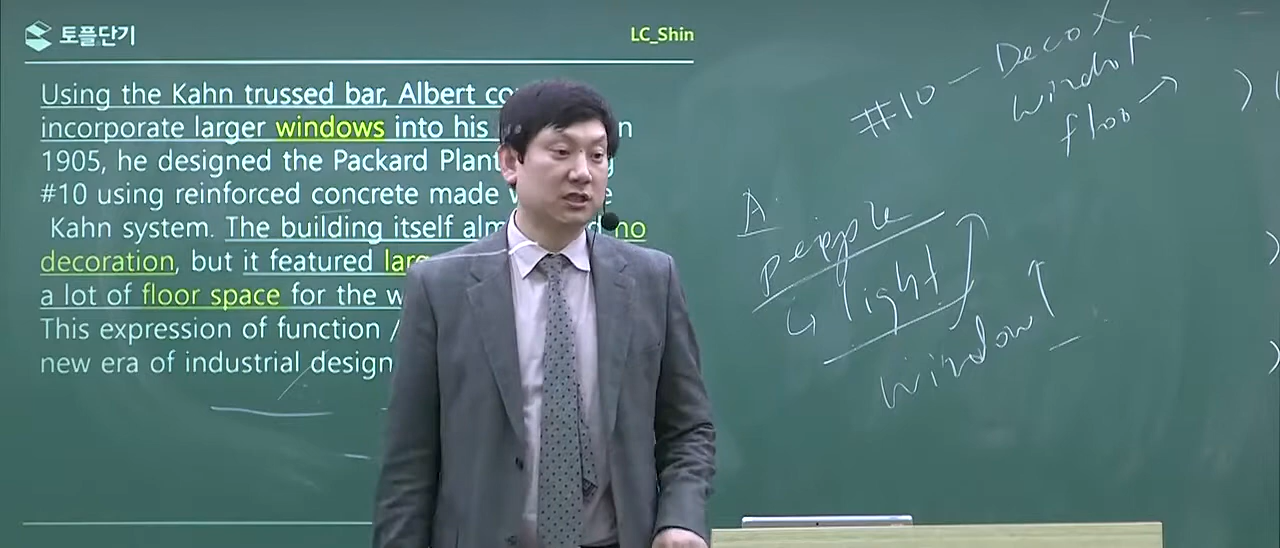 토플단기
LC_Shin
Using the Kahn trussed bar, Albert co
incorporate larger windows into his
1905, he designed the Packard Plant
#10 using reinforced concrete made
Kahn system. The building itself alm no
decoration, but it featured larg
a lot of floor space for the w
This expression of function /
new era of industrial design
#10 - Deco X
window ↑
floo →
A.
people
↳ light
window ↑